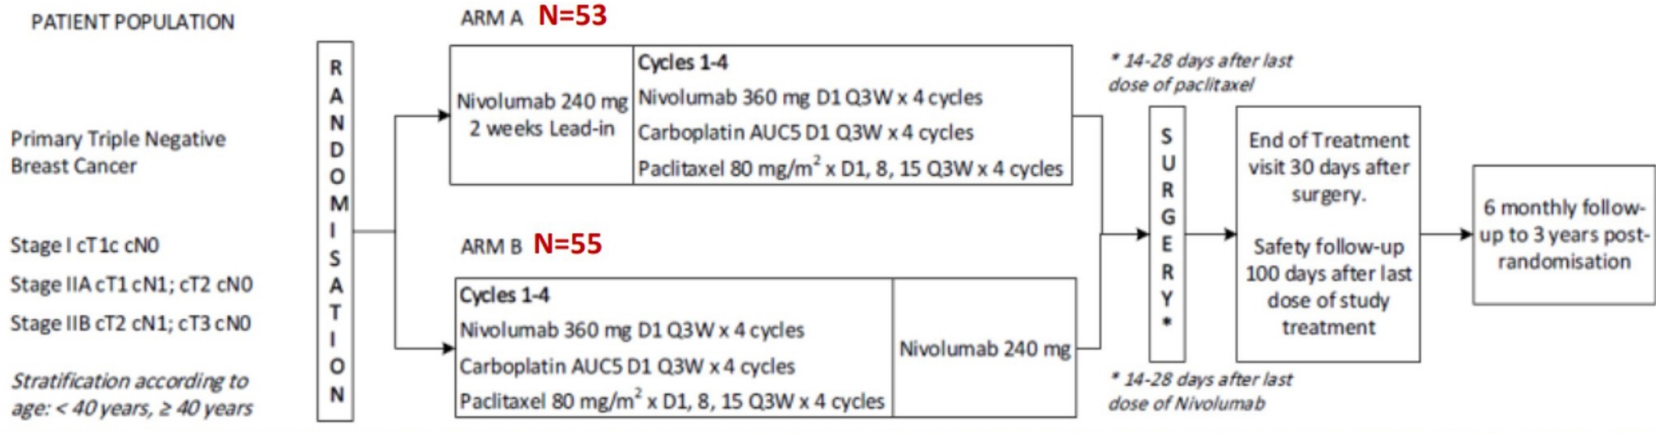 PATIENT POPULATION
Primary Triple Negative
Breast Cancer
Stage I cT1c cN0
Stage IIA cT1 cN1; cT2 cN0
Stage IIB cT2 cN1; cT3 cN0
Stratification according to
age: < 40 years, ≥ 40 years
RANDOMISATION
ARM A N=53
Nivolumab 240 mg
2 weeks Lead-in
Cycles 1-4
Nivolumab 360 mg D1 Q3W x 4 cycles
Carboplatin AUC5 D1 Q3W x 4 cycles
Paclitaxel 80 mg/m² x D1, 8, 15 Q3W x 4 cycles
ARM B N=55
Cycles 1-4
Nivolumab 360 mg D1 Q3W x 4 cycles
Carboplatin AUC5 D1 Q3W x 4 cycles
Paclitaxel 80 mg/m² x D1, 8, 15 Q3W x 4 cycles
Nivolumab 240 mg
* 14-28 days after last
dose of paclitaxel
SURGERY*
* 14-28 days after last
dose of Nivolumab
End of Treatment
visit 30 days after
surgery.
Safety follow-up
100 days after last
dose of study
treatment
6 monthly follow-
up to 3 years post-
randomisation